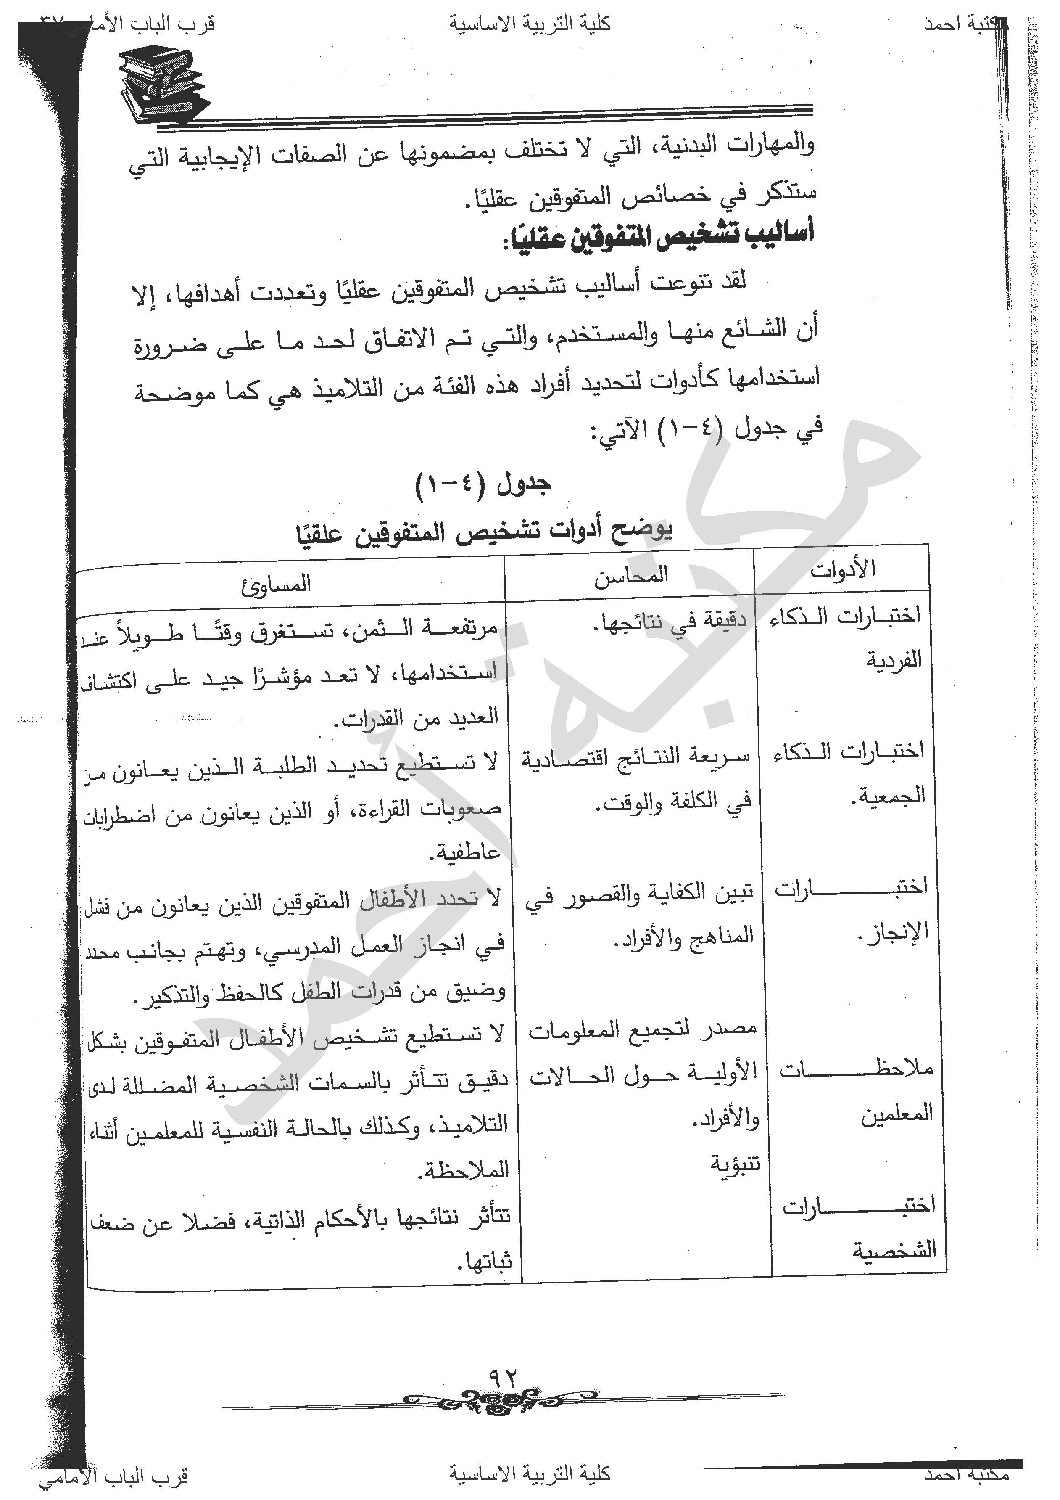 مكتبة احمد كلية التربية الاساسية قرب الباب الأمامي ٣٧
والمهارات البدنية، التي لا تختلف بمضمونها عن الصفات الإيجابية التي
ستذكر في خصائص المتفوقين عقليًا.
أساليب تشخيص المتفوقين عقليًا:
لقد تنوعت أساليب تشخيص المتفوقين عقليًا وتعددت أهدافها، إلا
أن الشائع منها والمستخدم، والتي تم الاتفاق لحد ما على ضرورة
استخدامها كأدوات لتحديد أفراد هذه الفئة من التلاميذ هي كما موضحة
في جدول (٤-١) الآتي:
جدول (٤-١)
يوضح أدوات تشخيص المتفوقين علقيًا
الأدوات المحاسن المساوئ
اختبارات الذكاء دقيقة في نتائجها. مرتفعة الثمن، تستغرق وقتًا طويلاً عند
الفردية استخدامها، لا تعد مؤشرًا جيد على اكتشاف
العديد من القدرات.
اختبارات الذكاء سريعة النتائج اقتصادية لا تستطيع تحديد الطلبة الذين يعانون من
الجمعية. في الكلفة والوقت. صعوبات القراءة، أو الذين يعانون من اضطرابات
عاطفية.
اختبارات تبين الكفاية والقصور في لا تحدد الأطفال المتفوقين الذين يعانون من فشل
الإنجاز. المناهج والأفراد. في انجاز العمل المدرسي، وتهتم بجانب محدد
وضيق من قدرات الطفل كالحفظ والتذكير.
مصدر لتجميع المعلومات لا تستطيع تشخيص الأطفال المتفوقين بشكل
ملاحظات الأولية حول الحالات دقيق تتأثر بالسمات الشخصية المضللة لدى
المعلمين والأفراد. التلاميذ، وكذلك بالحالة النفسية للمعلمين أثناء
تنبؤية الملاحظة.
اختبارات تتأثر نتائجها بالأحكام الذاتية، فضلا عن ضعف
الشخصية ثباتها.
مكتبة أحمد
٩٢
مكتبة احمد كلية التربية الاساسية قرب الباب الامامي